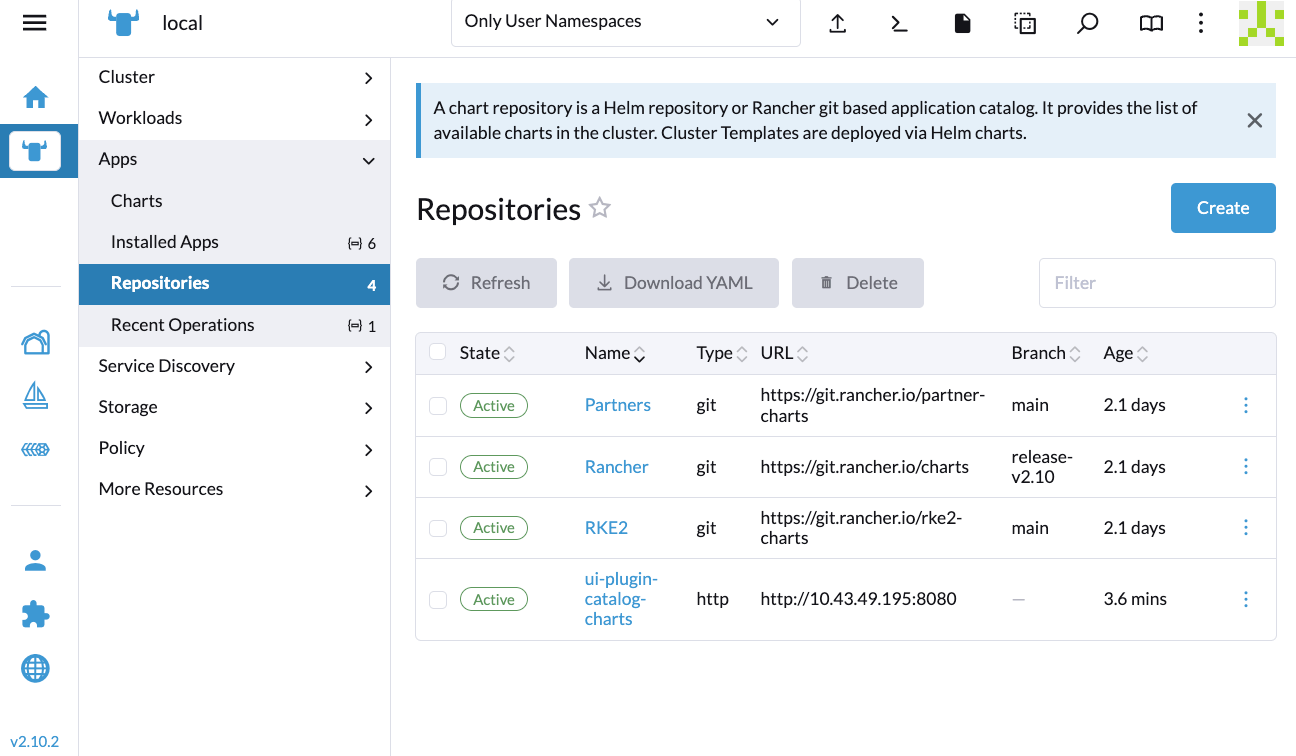 local
Only User Namespaces
Cluster
Workloads
Apps
Charts
Installed Apps 6
Repositories 4
Recent Operations 1
Service Discovery
Storage
Policy
More Resources
v2.10.2
A chart repository is a Helm repository or Rancher git based application catalog. It provides the list of
available charts in the cluster. Cluster Templates are deployed via Helm charts.
Repositories
Create
Refresh
Download YAML
Delete
Filter
State Name Type URL Branch Age
Active Partners git https://git.rancher.io/partner-
charts main 2.1 days
Active Rancher git https://git.rancher.io/charts release-
v2.10 2.1 days
Active RKE2 git https://git.rancher.io/rke2-
charts main 2.1 days
Active ui-plugin-
catalog-
charts http http://10.43.49.195:8080 — 3.6 mins